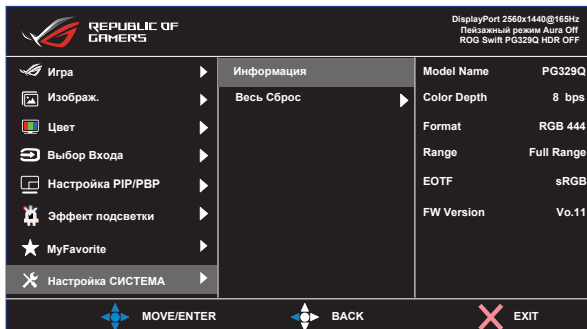 REPUBLIC OF
GAMERS
DisplayPort 2560x1440@165Hz
Пейзажный режим Aura Off
ROG Swift PG329Q HDR OFF
Игра
Изображ.
Цвет
Выбор Входа
Настройка PIP/PBP
Эффект подсветки
MyFavorite
Настройка СИСТЕМА
Информация
Весь Сброс
Model Name PG329Q
Color Depth 8 bps
Format RGB 444
Range Full Range
EOTF sRGB
FW Version Vo.11
MOVE/ENTER BACK EXIT